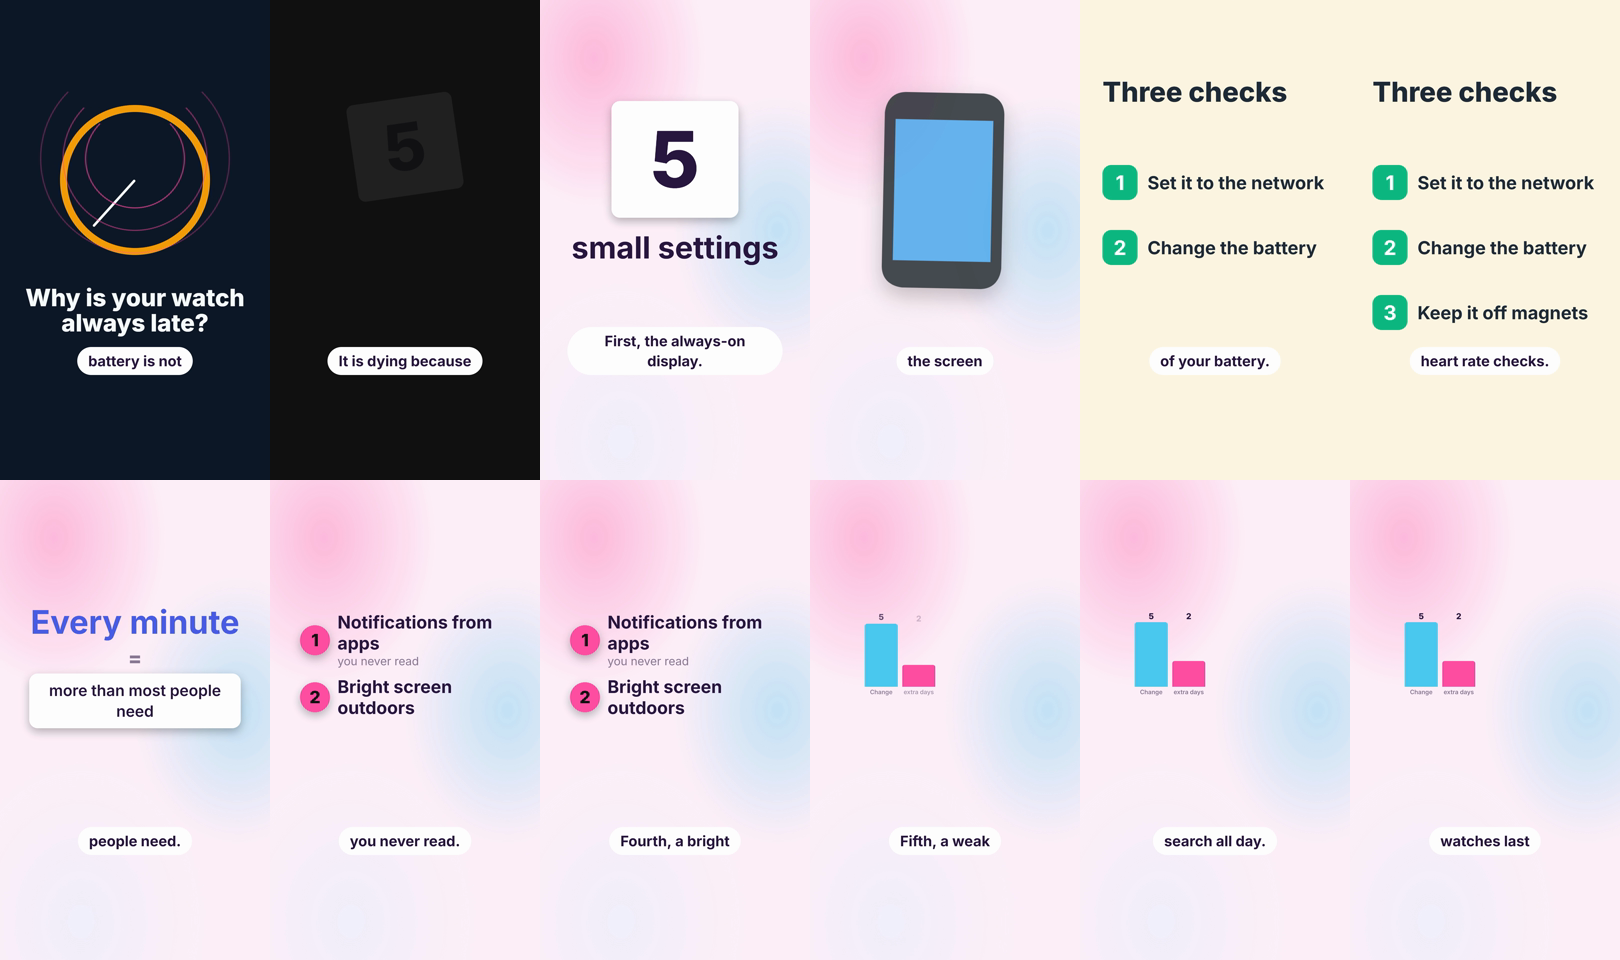 Why is your watch
always late?
battery is not
5
It is dying because
5
small settings
First, the always-on
display.
the screen
Three checks
1 Set it to the network
2 Change the battery
of your battery.
Three checks
1 Set it to the network
2 Change the battery
3 Keep it off magnets
heart rate checks.
Every minute
=
more than most people
need
people need.
1 Notifications from
apps
you never read
2 Bright screen
outdoors
you never read.
1 Notifications from
apps
you never read
2 Bright screen
outdoors
Fourth, a bright
5 2
Change extra days
Fifth, a weak
5 2
Change extra days
search all day.
5 2
Change extra days
watches last